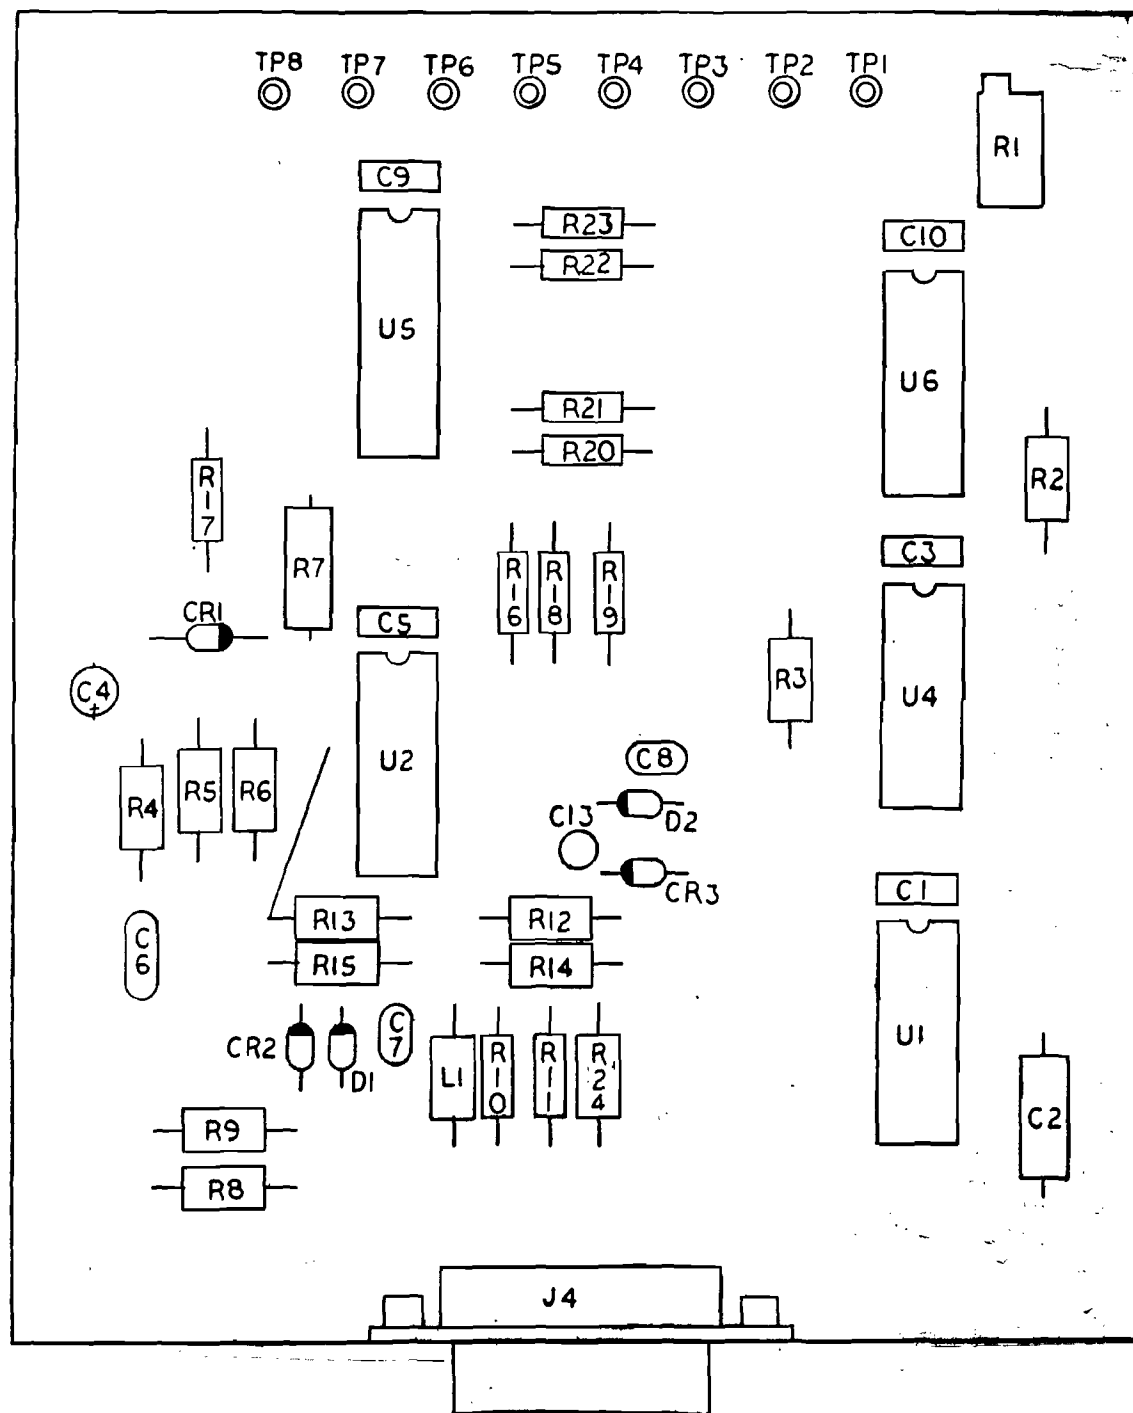 TP8 TP7 TP6 TP5 TP4 TP3 TP2 TP1
R1
C9
R23
C10
R22
U5
U6
R21
R20
R17
R2
R7
C3
R16
R18
R19
CR1
C5
R3
C4
+
U4
U2
C8
R4
R5
R6
C13
D2
CR3
C1
R13
R12
C6
R15
R14
U1
C7
CR2
D1
L1
R10
R11
R24
C2
R9
R8
J4